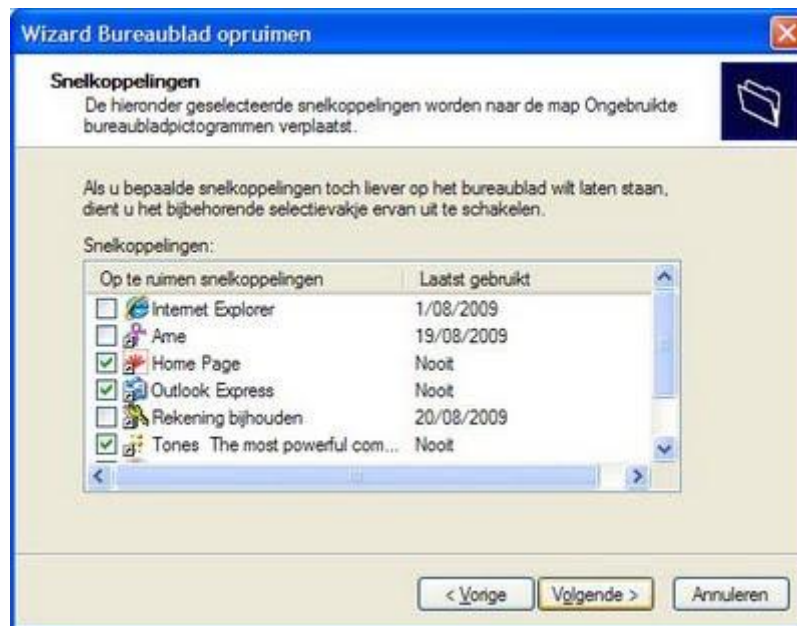 Wizard Bureaublad opruimen
Snelkoppelingen
De hieronder geselecteerde snelkoppelingen worden naar de map Ongebruikte
bureaubladpictogrammen verplaatst.
Als u bepaalde snelkoppelingen toch liever op het bureaublad wilt laten staan,
dient u het bijbehorende selectievakje ervan uit te schakelen.
Snelkoppelingen:
Op te ruimen snelkoppelingen Laatst gebruikt
Internet Explorer 1/08/2009
Ame 19/08/2009
Home Page Nooit
Outlook Express Nooit
Rekening bijhouden 20/08/2009
Tones The most powerful com... Nooit
< Vorige Volgende > Annuleren